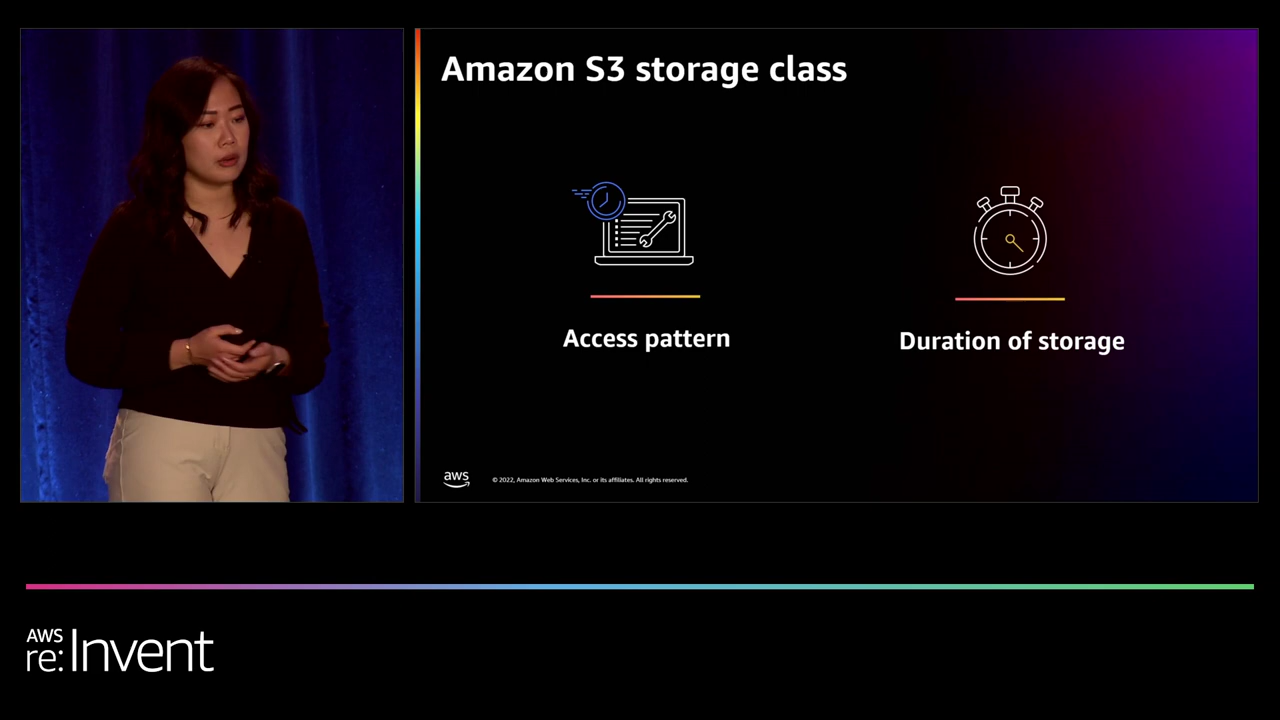 Amazon S3 storage class
Access pattern
Duration of storage
aws
© 2022, Amazon Web Services, Inc. or its affiliates. All rights reserved.
AWS
re:Invent